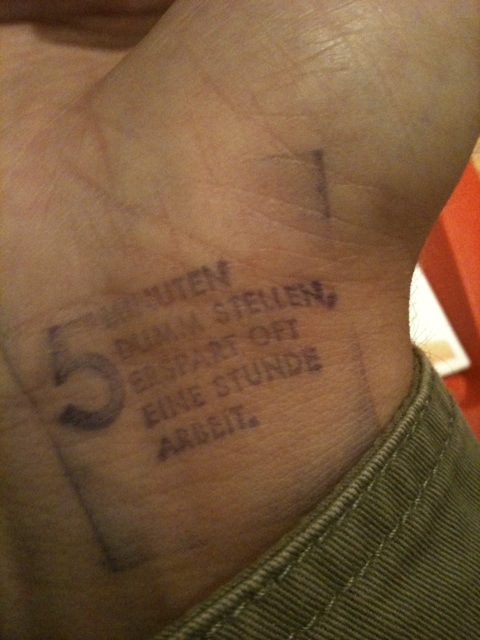 5 MINUTEN
DUMM STELLEN,
ERSPART OFT
EINE STUNDE
ARBEIT.